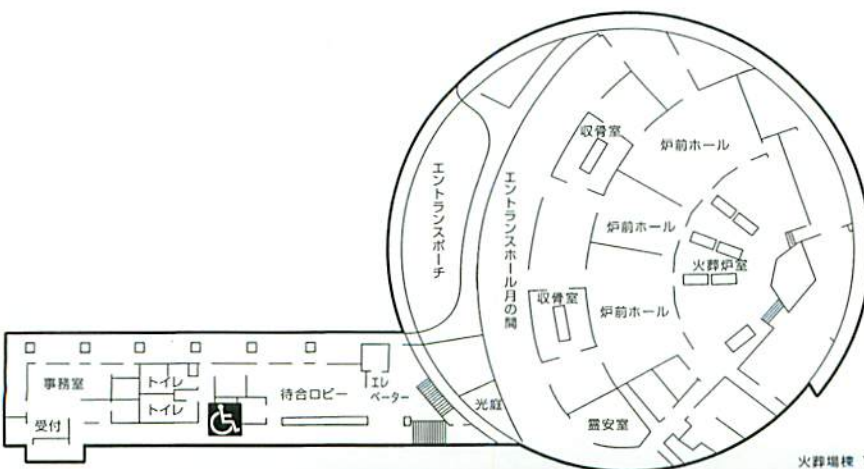 収骨室
炉前ホール
エントランスポーチ
エントランスホール月の間
炉前ホール
火葬炉室
収骨室
炉前ホール
事務室
トイレ
トイレ
待合ロビー
エレ
ベーター
光庭
受付
霊安室
火葬場棟